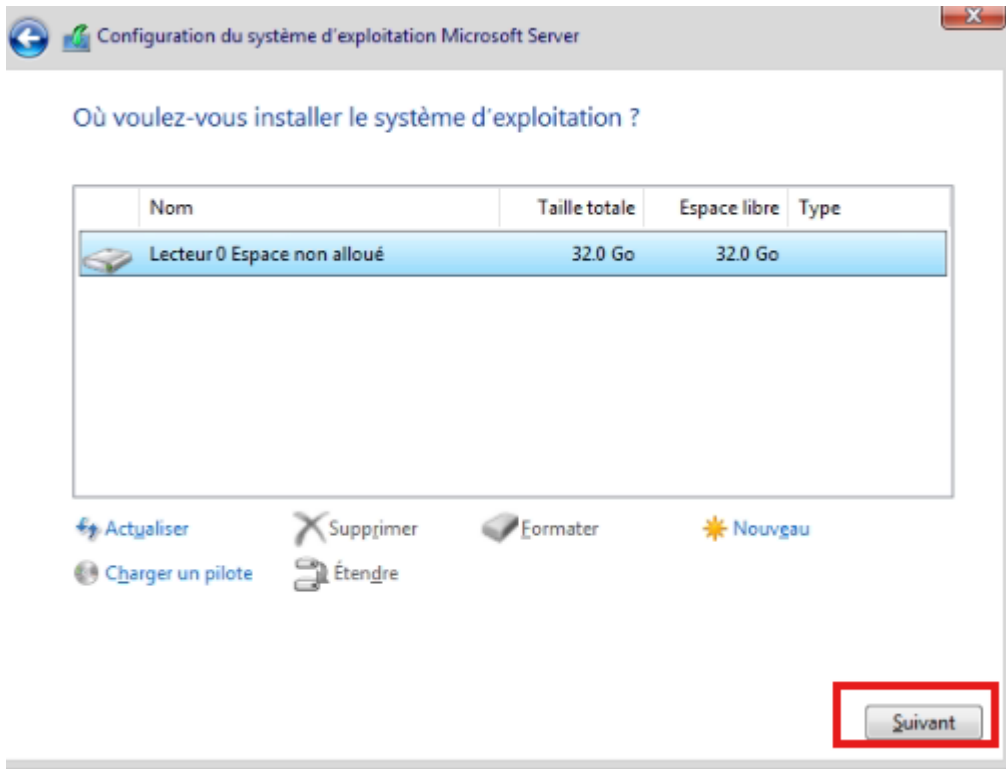 Configuration du système d'exploitation Microsoft Server
Où voulez-vous installer le système d'exploitation ?
Nom Taille totale Espace libre Type
Lecteur 0 Espace non alloué 32.0 Go 32.0 Go
Actualiser Supprimer Formater Nouveau
Charger un pilote Étendre
Suivant